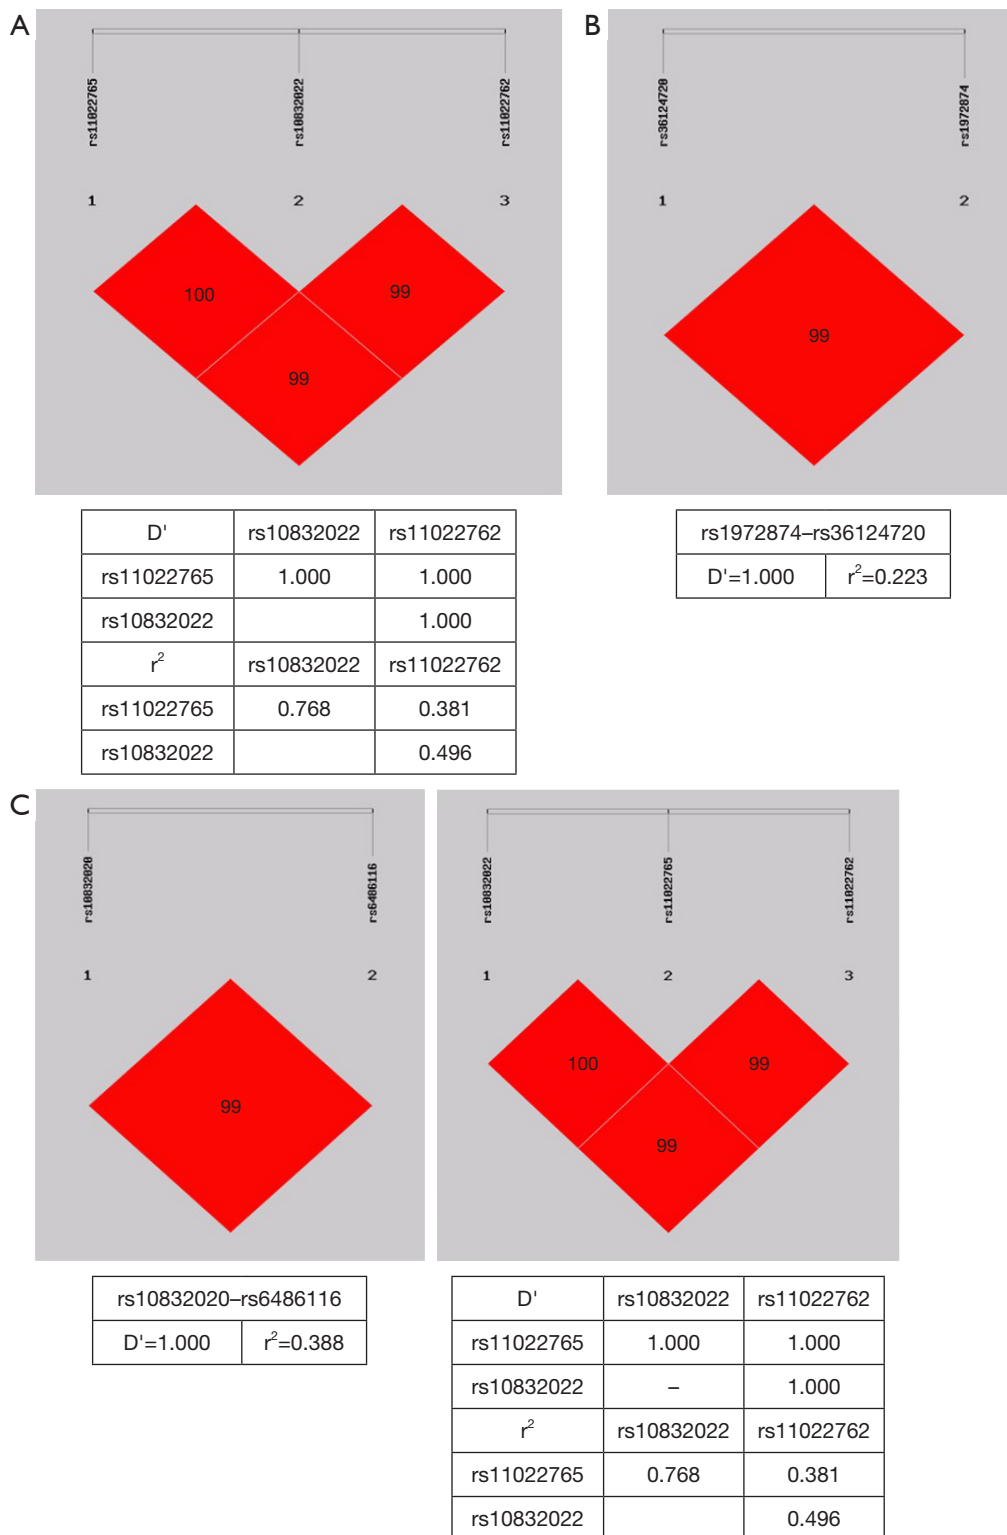 A
rs11022765
rs10832022
rs11022762
1 2 3
100 99
99
D' rs10832022 rs11022762
rs11022765 1.000 1.000
rs10832022 1.000
r² rs10832022 rs11022762
rs11022765 0.768 0.381
rs10832022 0.496
B
rs36124720
rs1972874
1 2
99
rs1972874–rs36124720
D'=1.000 r²=0.223
C
rs10832020
rs6486116
1 2
99
rs10832020–rs6486116
D'=1.000 r²=0.388
rs10832022
rs11022765
rs11022762
1 2 3
100 99
99
D' rs10832022 rs11022762
rs11022765 1.000 1.000
rs10832022 – 1.000
r² rs10832022 rs11022762
rs11022765 0.768 0.381
rs10832022 0.496